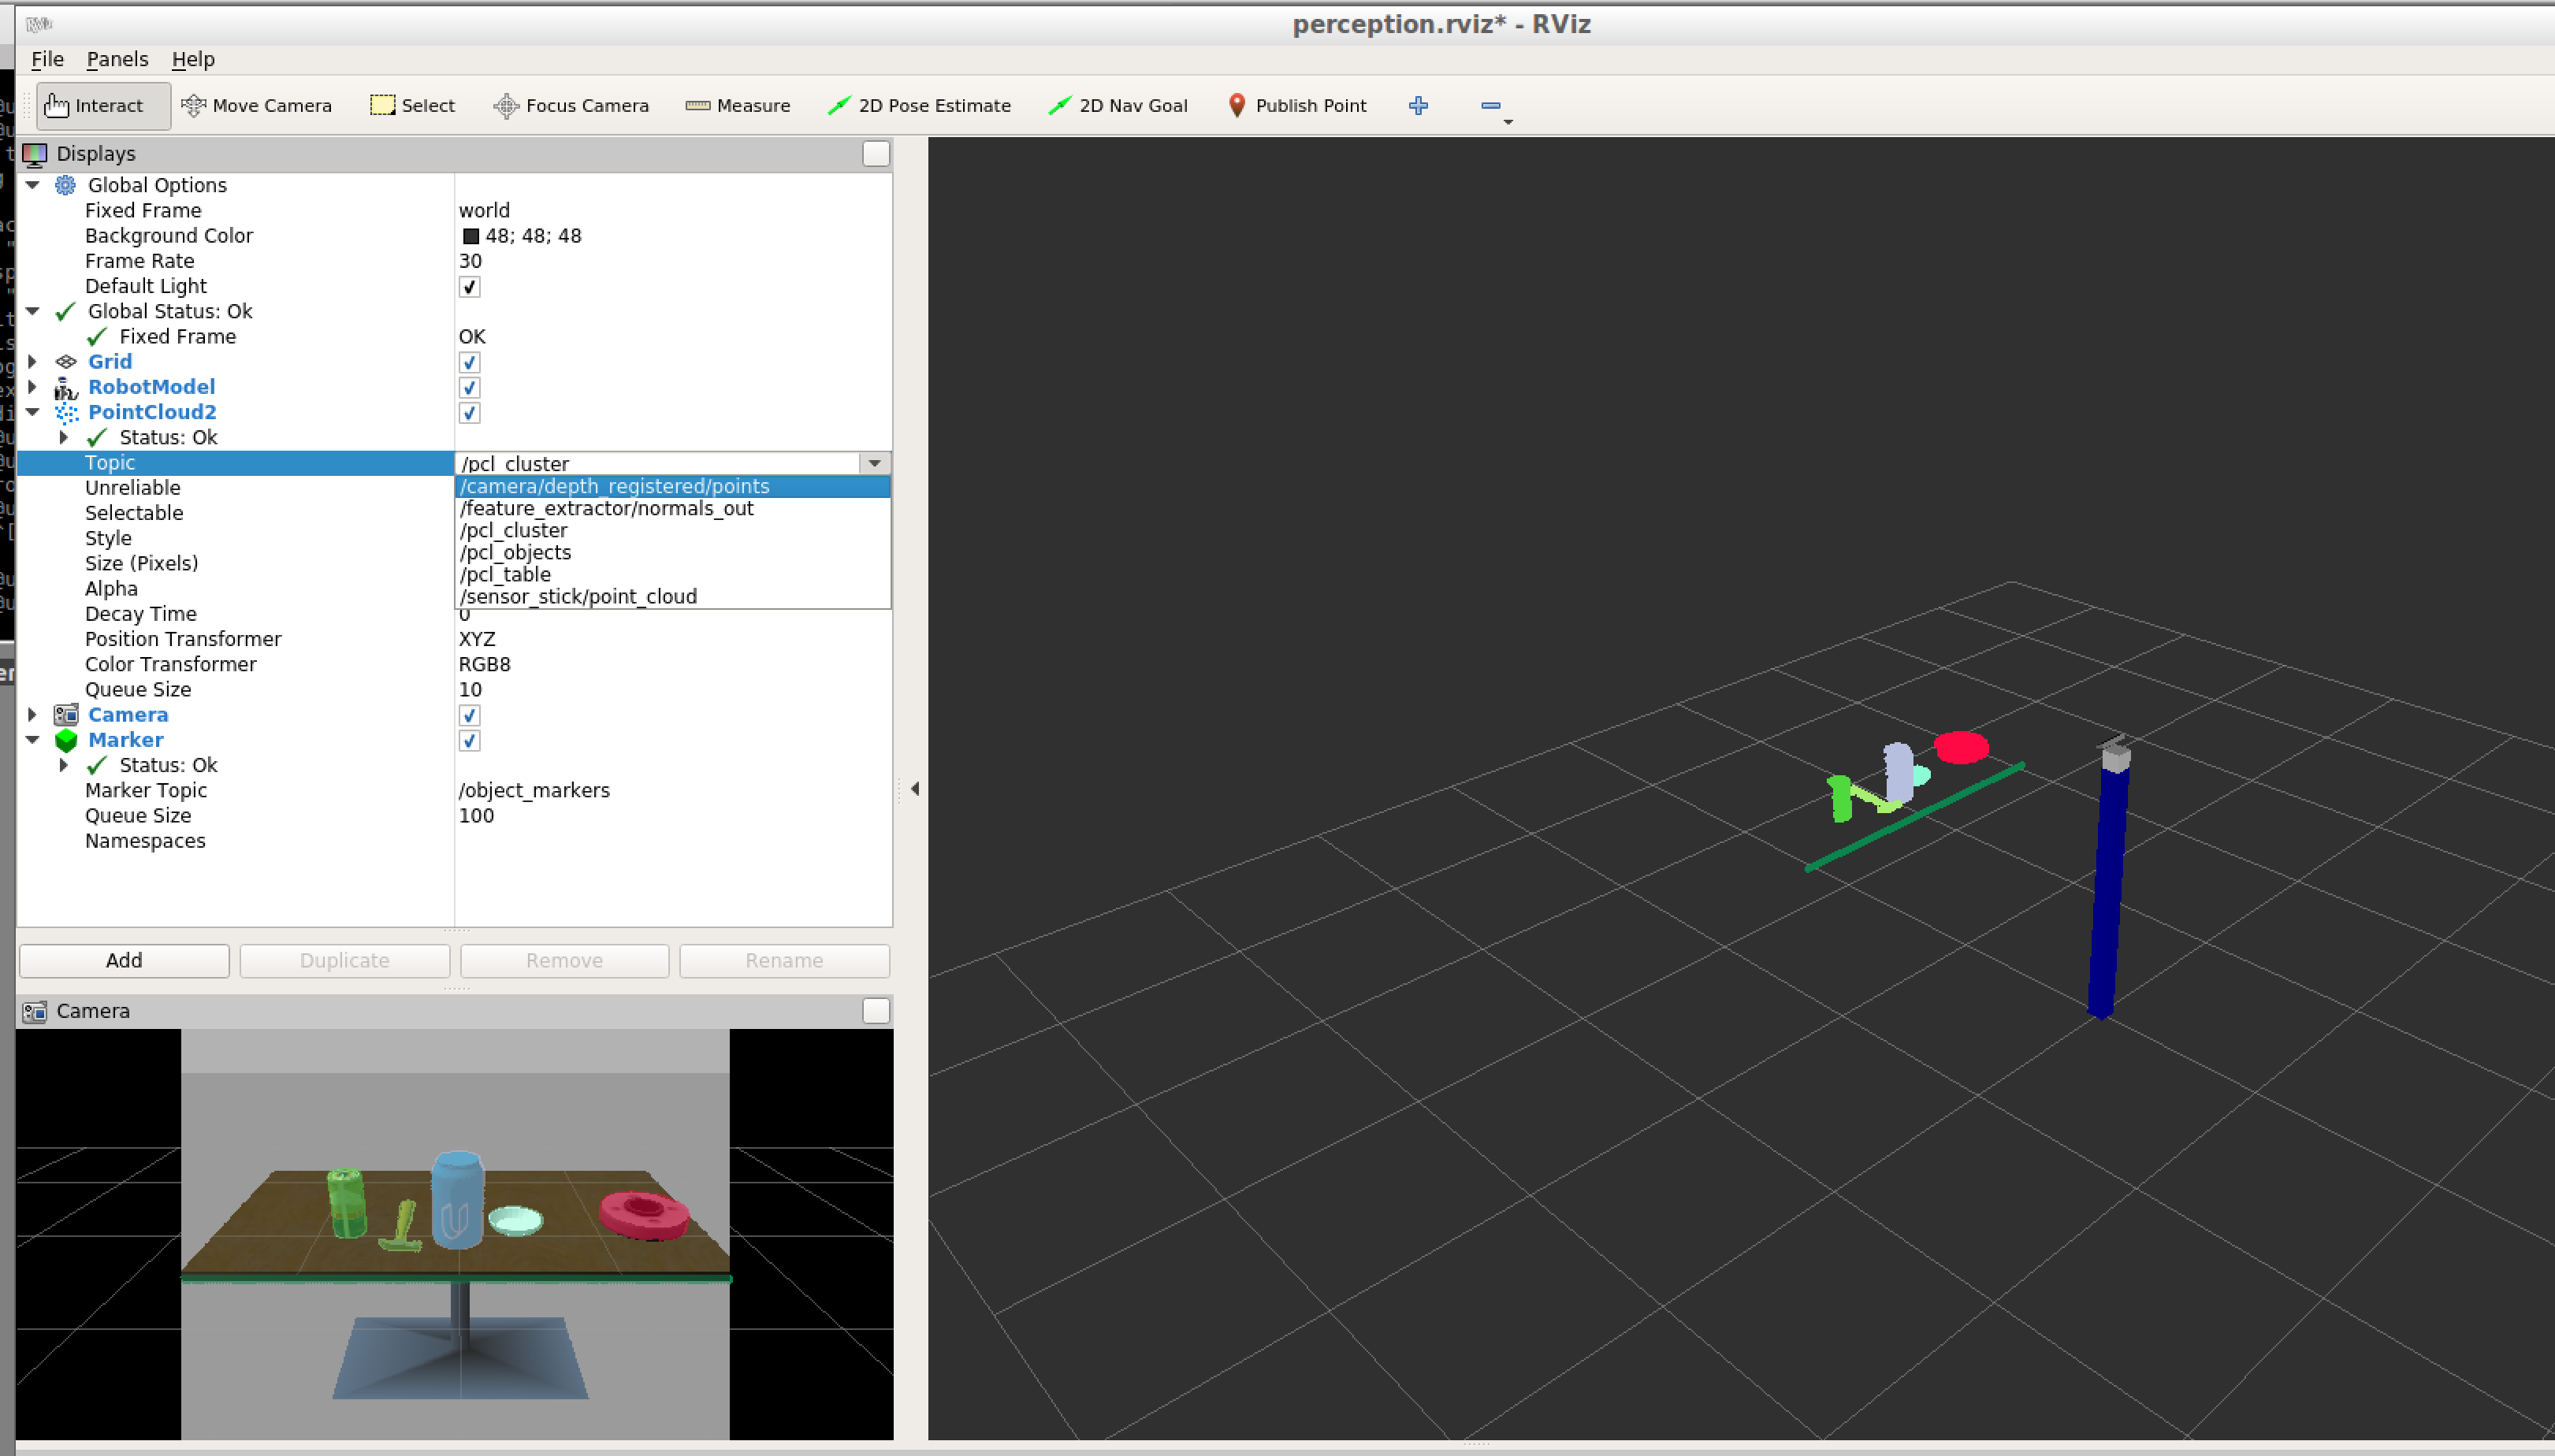 perception.rviz* - RViz
File Panels Help
Interact Move Camera Select Focus Camera Measure 2D Pose Estimate 2D Nav Goal Publish Point
Displays
Global Options
Fixed Frame world
Background Color 48; 48; 48
Frame Rate 30
Default Light
Global Status: Ok
Fixed Frame OK
Grid
RobotModel
PointCloud2
Status: Ok
Topic /pcl_cluster
Unreliable /camera/depth_registered/points
Selectable /feature_extractor/normals_out
/pcl_cluster
Style /pcl_objects
Size (Pixels) /pcl_table
Alpha /sensor_stick/point_cloud
Decay Time 0
Position Transformer XYZ
Color Transformer RGB8
Queue Size 10
Camera
Marker
Status: Ok
Marker Topic /object_markers
Queue Size 100
Namespaces
Add Duplicate Remove Rename
Camera